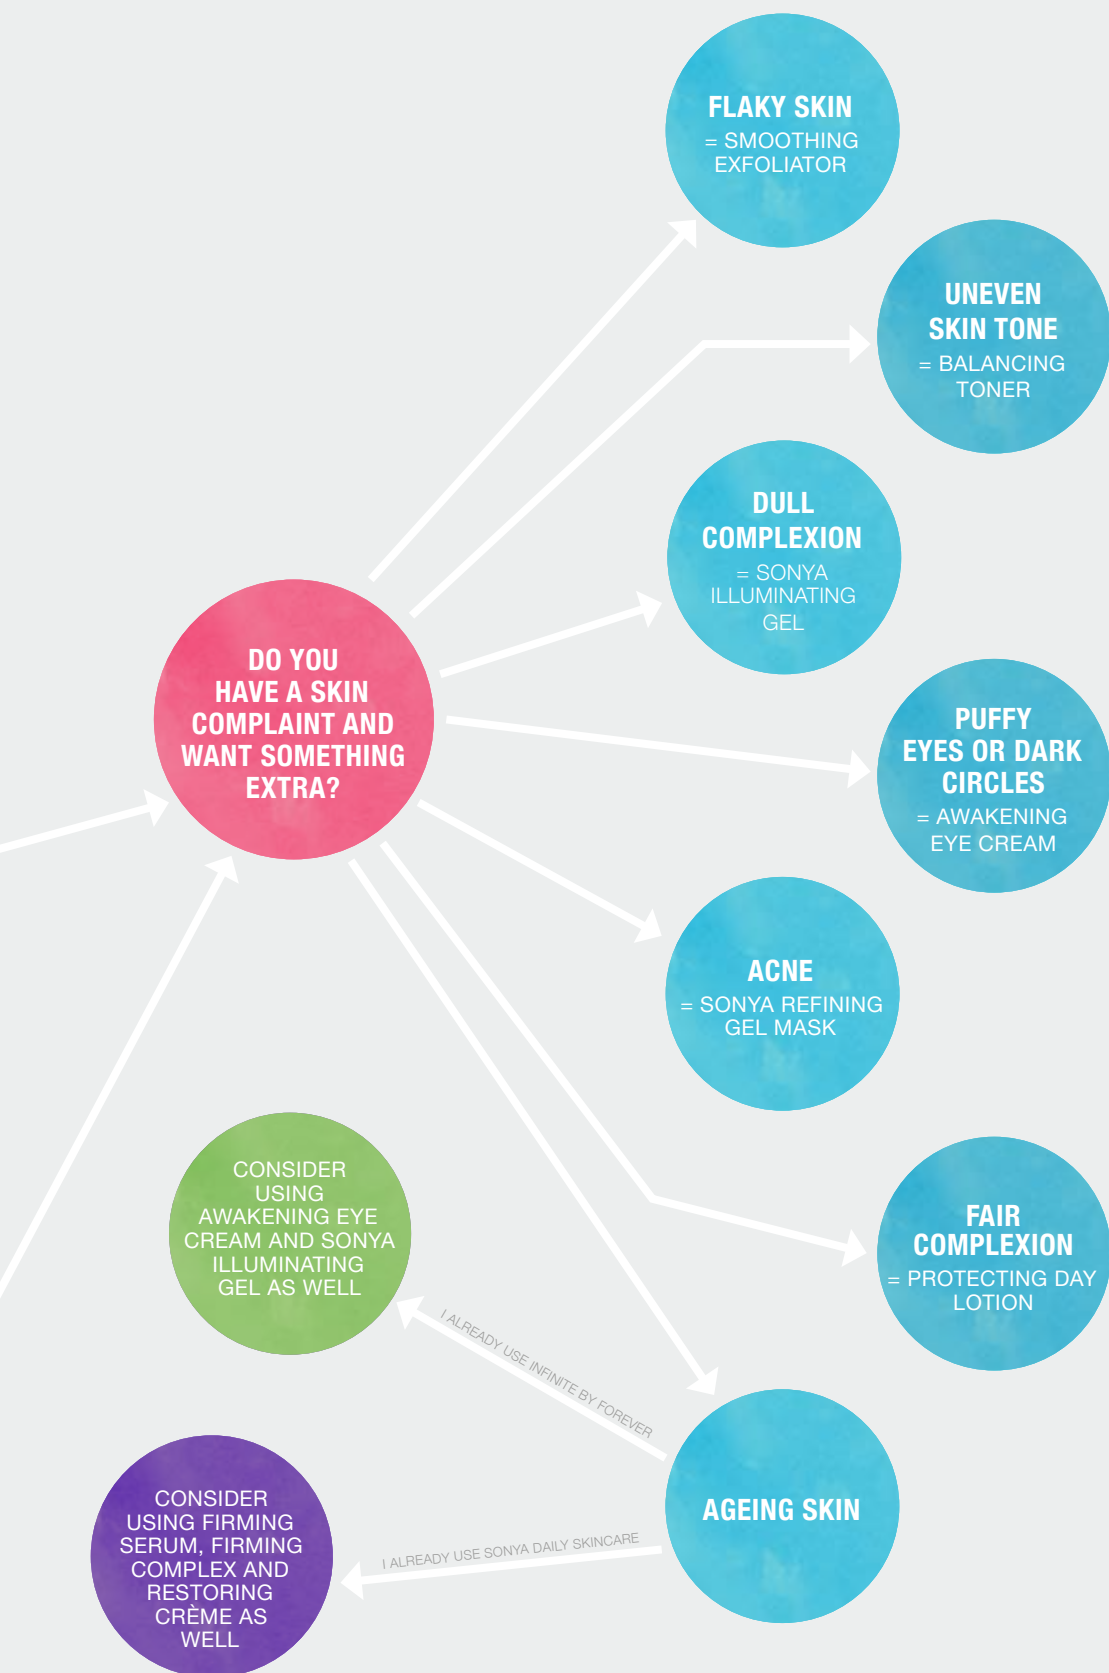 FLAKY SKIN
= SMOOTHING
EXFOLIATOR
UNEVEN
SKIN TONE
= BALANCING
TONER
DULL
COMPLEXION
= SONYA
ILLUMINATING
GEL
DO YOU
HAVE A SKIN
COMPLAINT AND
WANT SOMETHING
EXTRA?
PUFFY
EYES OR DARK
CIRCLES
= AWAKENING
EYE CREAM
ACNE
= SONYA REFINING
GEL MASK
FAIR
COMPLEXION
= PROTECTING DAY
LOTION
AGEING SKIN
I ALREADY USE INFINITE BY FOREVER
CONSIDER
USING
AWAKENING EYE
CREAM AND SONYA
ILLUMINATING
GEL AS WELL
I ALREADY USE SONYA DAILY SKINCARE
CONSIDER
USING FIRMING
SERUM, FIRMING
COMPLEX AND
RESTORING
CRÈME AS
WELL